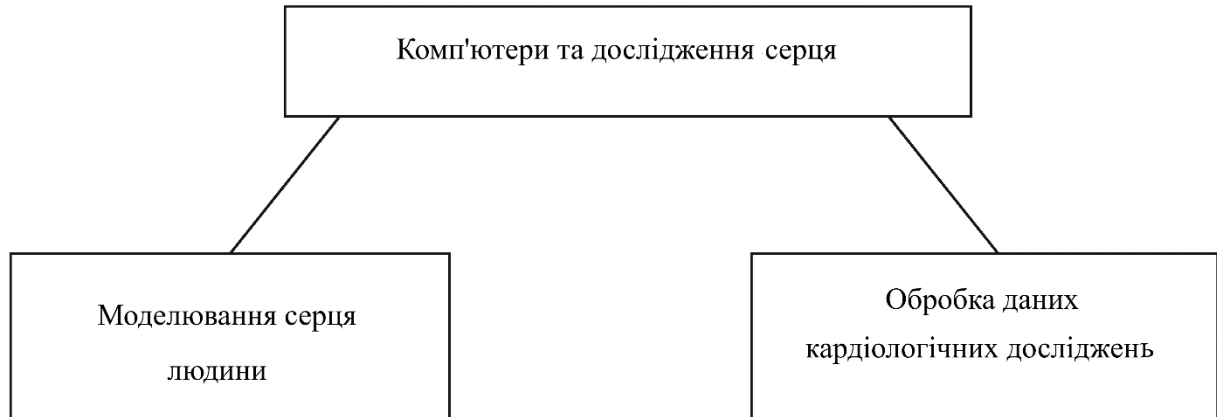 Комп'ютери та дослідження серця
Моделювання серця
людини
Обробка даних
кардіологічних досліджень